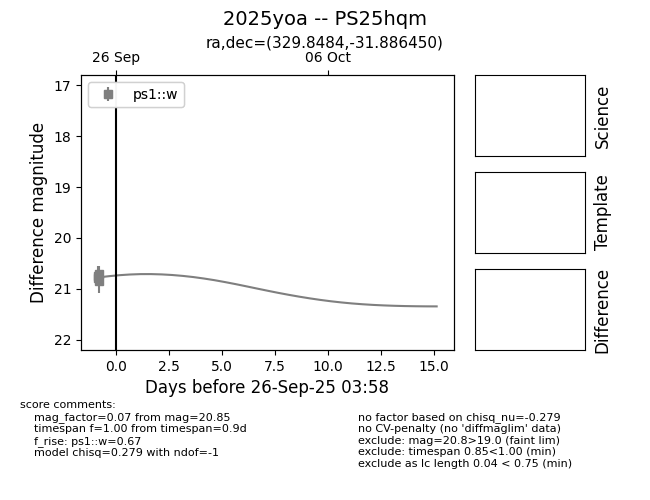 2025yoa -- PS25hqm
ra,dec=(329.8484,-31.886450)
26 Sep
06 Oct
ps1::w
17
18
19
20
21
22
Difference magnitude
0.0
2.5
5.0
7.5
10.0
12.5
15.0
Days before 26-Sep-25 03:58
Science
Template
Difference
score comments:
mag_factor=0.07 from mag=20.85
timespan f=1.00 from timespan=0.9d
f_rise: ps1::w=0.67
model chisq=0.279 with ndof=-1
no factor based on chisq_nu=-0.279
no CV-penalty (no 'diffmaglim' data)
exclude: mag=20.8>19.0 (faint lim)
exclude: timespan 0.85<1.00 (min)
exclude as lc length 0.04 < 0.75 (min)